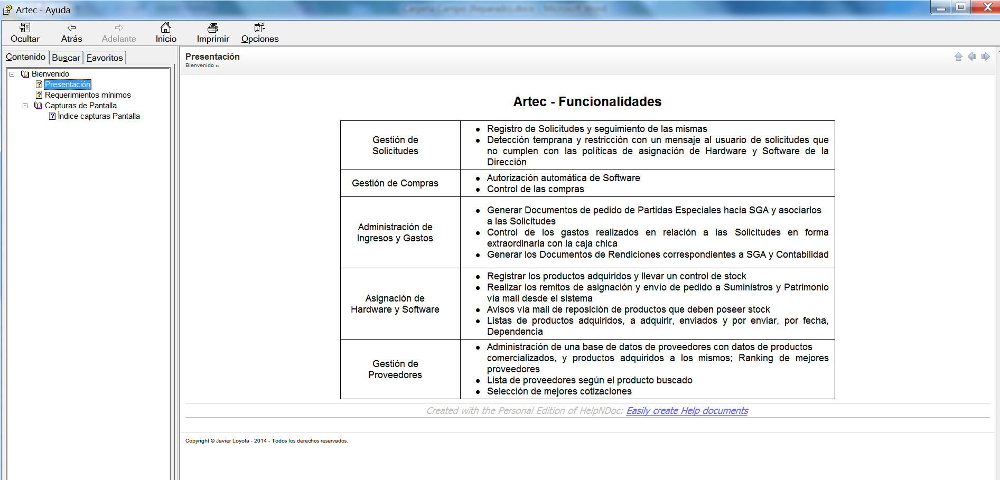 Artec - Ayuda
Carpeta Campo (Reparado).docx - Microsoft Word
Ocultar
Atrás
Adelante
Inicio
Imprimir
Opciones
Contenido
Buscar
Favoritos
Bienvenido
Presentación
Requerimientos mínimos
Capturas de Pantalla
Índice capturas Pantalla
Presentación
Bienvenido ››
Artec - Funcionalidades
Gestión de
Solicitudes
● Registro de Solicitudes y seguimiento de las mismas
● Detección temprana y restricción con un mensaje al usuario de solicitudes que
no cumplen con las políticas de asignación de Hardware y Software de la
Dirección
Gestión de Compras
● Autorización automática de Software
● Control de las compras
Administración de
Ingresos y Gastos
● Generar Documentos de pedido de Partidas Especiales hacia SGA y asociarlos
a las Solicitudes
● Control de los gastos realizados en relación a las Solicitudes en forma
extraordinaria con la caja chica
● Generar los Documentos de Rendiciones correspondientes a SGA y Contabilidad
Asignación de
Hardware y Software
● Registrar los productos adquiridos y llevar un control de stock
● Realizar los remitos de asignación y envío de pedido a Suministros y Patrimonio
vía mail desde el sistema
● Avisos vía mail de reposición de productos que deben poseer stock
● Listas de productos adquiridos, a adquirir, enviados y por enviar, por fecha,
Dependencia
Gestión de
Proveedores
● Administración de una base de datos de proveedores con datos de productos
comercializados, y productos adquiridos a los mismos; Ranking de mejores
proveedores
● Lista de proveedores según el producto buscado
● Selección de mejores cotizaciones
Created with the Personal Edition of HelpNDoc: Easily create Help documents
Copyright © Javier Loyola - 2014 - Todos los derechos reservados.